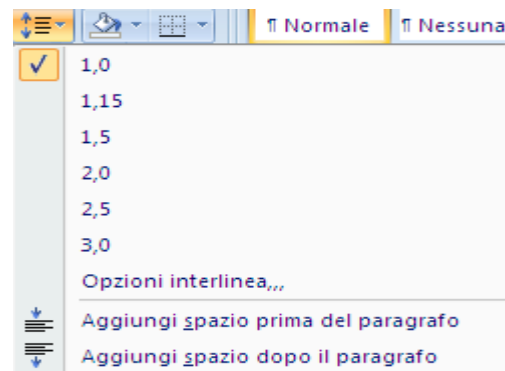 ¶ Normale ¶ Nessuna
1,0
1,15
1,5
2,0
2,5
3,0
Opzioni interlinea,,,
Aggiungi spazio prima del paragrafo
Aggiungi spazio dopo il paragrafo